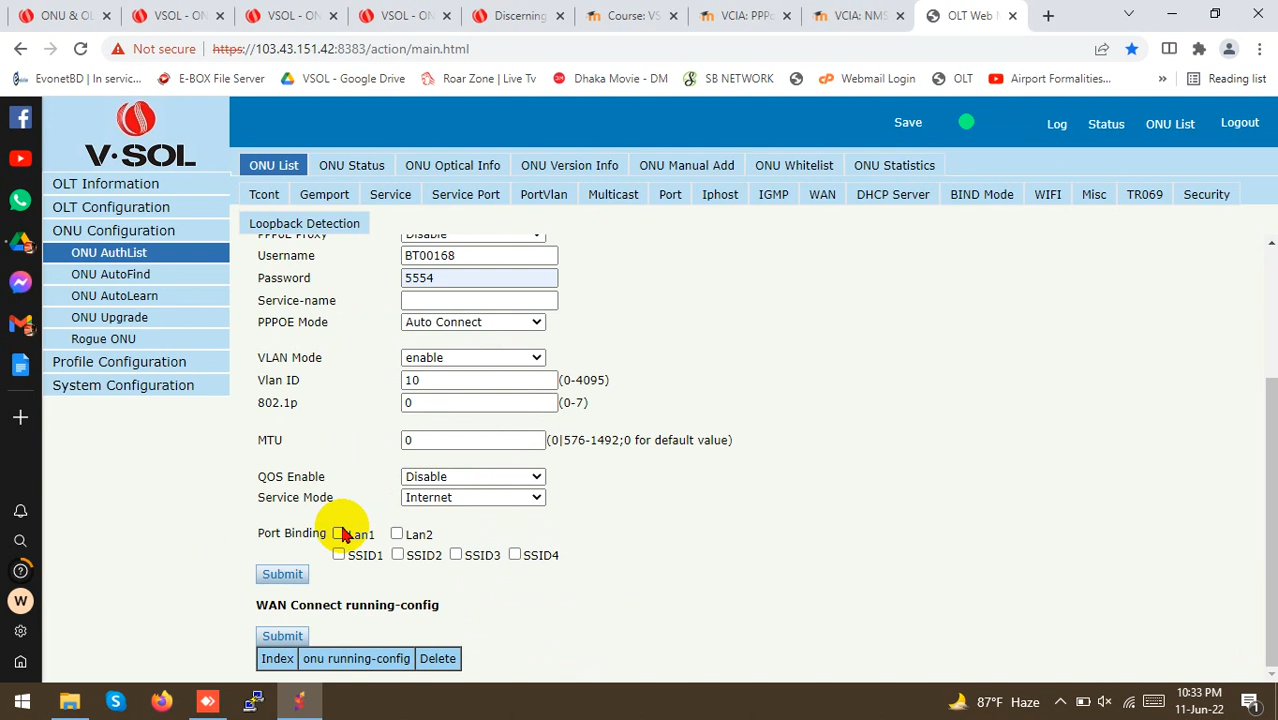 ONU & OL
VSOL - ON
VSOL - ON
VSOL - ON
Discerning
Course: VS
VCIA: PPPo
VCIA: NMS
OLT Web M
Not secure https://103.43.151.42:8383/action/main.html
EvonetBD | In servic...
E-BOX File Server
VSOL - Google Drive
Roar Zone | Live Tv
Dhaka Movie - DM
SB NETWORK
Webmail Login
OLT
Airport Formalities...
»
Reading list
V·SOL
Save
Log
Status
ONU List
Logout
OLT Information
OLT Configuration
ONU Configuration
ONU AuthList
ONU AutoFind
ONU AutoLearn
ONU Upgrade
Rogue ONU
Profile Configuration
System Configuration
ONU List
ONU Status
ONU Optical Info
ONU Version Info
ONU Manual Add
ONU Whitelist
ONU Statistics
Tcont
Gemport
Service
Service Port
PortVlan
Multicast
Port
Iphost
IGMP
WAN
DHCP Server
BIND Mode
WIFI
Misc
TR069
Security
Loopback Detection
PPPoE Proxy Disable
Username BT00168
Password 5554
Service-name
PPPOE Mode Auto Connect
VLAN Mode enable
Vlan ID 10 (0-4095)
802.1p 0 (0-7)
MTU 0 (0|576-1492;0 for default value)
QOS Enable Disable
Service Mode Internet
Port Binding Lan1 Lan2
SSID1 SSID2 SSID3 SSID4
Submit
WAN Connect running-config
Submit
Index onu running-config Delete
W
87°F Haze
10:33 PM
11-Jun-22
1